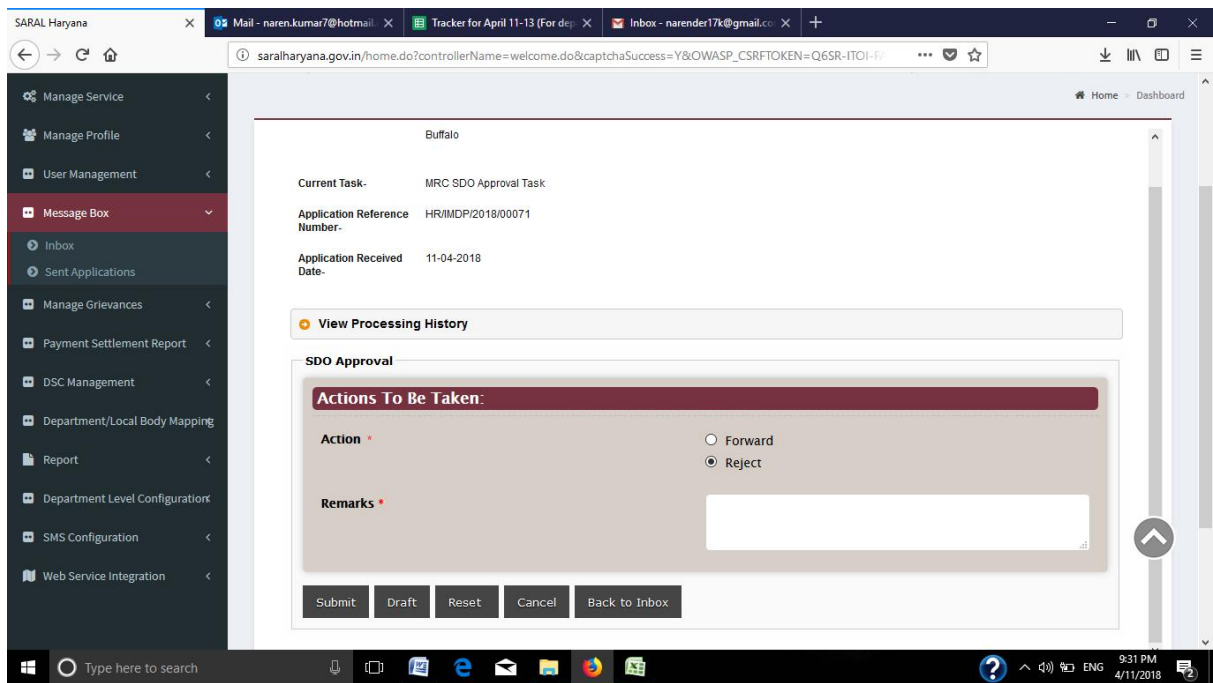 SARAL Haryana
Mail - naren.kumar7@hotmail.
Tracker for April 11-13 (For dep
Inbox - narender17k@gmail.co
saralharyana.gov.in/home.do?controllerName=welcome.do&captchaSuccess=Y&OWASP_CSRFTOKEN=Q6SR-ITOI-
Manage Service
Manage Profile
User Management
Message Box
Inbox
Sent Applications
Manage Grievances
Payment Settlement Report
DSC Management
Department/Local Body Mapping
Report
Department Level Configuration
SMS Configuration
Web Service Integration
Home > Dashboard
Buffalo
Current Task- MRC SDO Approval Task
Application Reference HR/IMDP/2018/00071
Number-
Application Received 11-04-2018
Date-
View Processing History
SDO Approval
Actions To Be Taken:
Action * Forward
Reject
Remarks *
Submit Draft Reset Cancel Back to Inbox
Type here to search
ENG
9:31 PM
4/11/2018
2